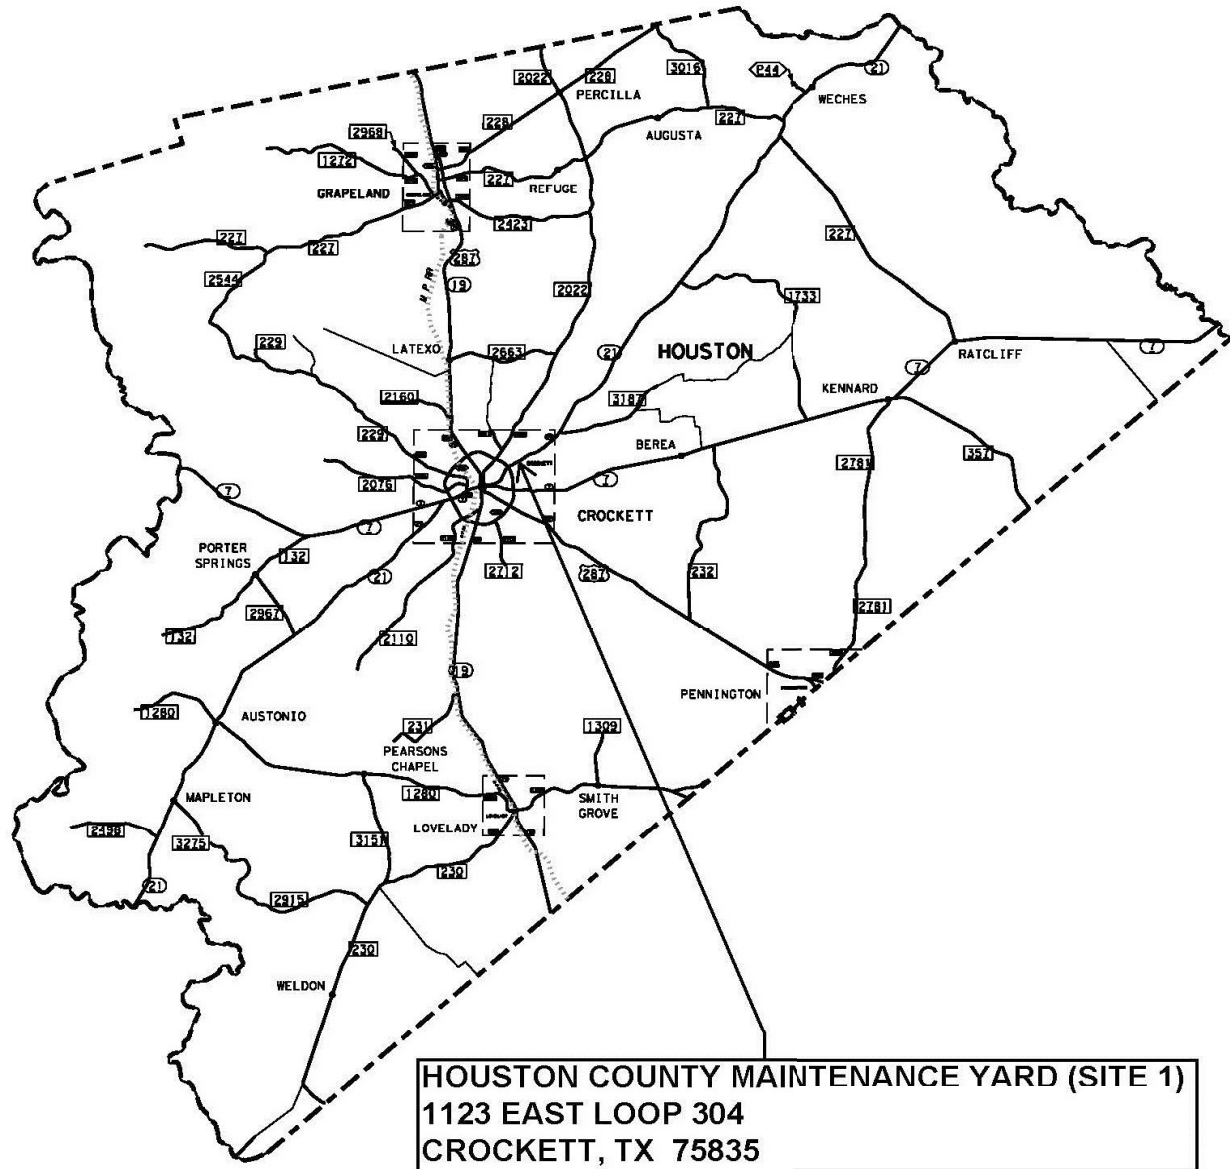 2022
228
3016
P44
21
PERCILLA
WECHES
2968
228
AUGUSTA
227
1272
GRAPELAND
227
REFUGE
2423
227
227
227
2544
287
M.P. RR
19
2022
1733
229
LATEXO
2663
21
HOUSTON
RATCLIFF
7
7
KENNARD
2160
3187
229
BEREA
357
2781
2076
7
7
CROCKETT
7
PORTER
SPRINGS
132
21
2712
287
232
2967
2781
132
2110
19
PENNINGTON
1280
AUSTONIO
231
1309
PEARSONS
CHAPEL
MAPLETON
1280
SMITH
GROVE
LOVELADY
2498
3275
3151
230
21
2915
230
WELDON
HOUSTON COUNTY MAINTENANCE YARD (SITE 1)
1123 EAST LOOP 304
CROCKETT, TX 75835